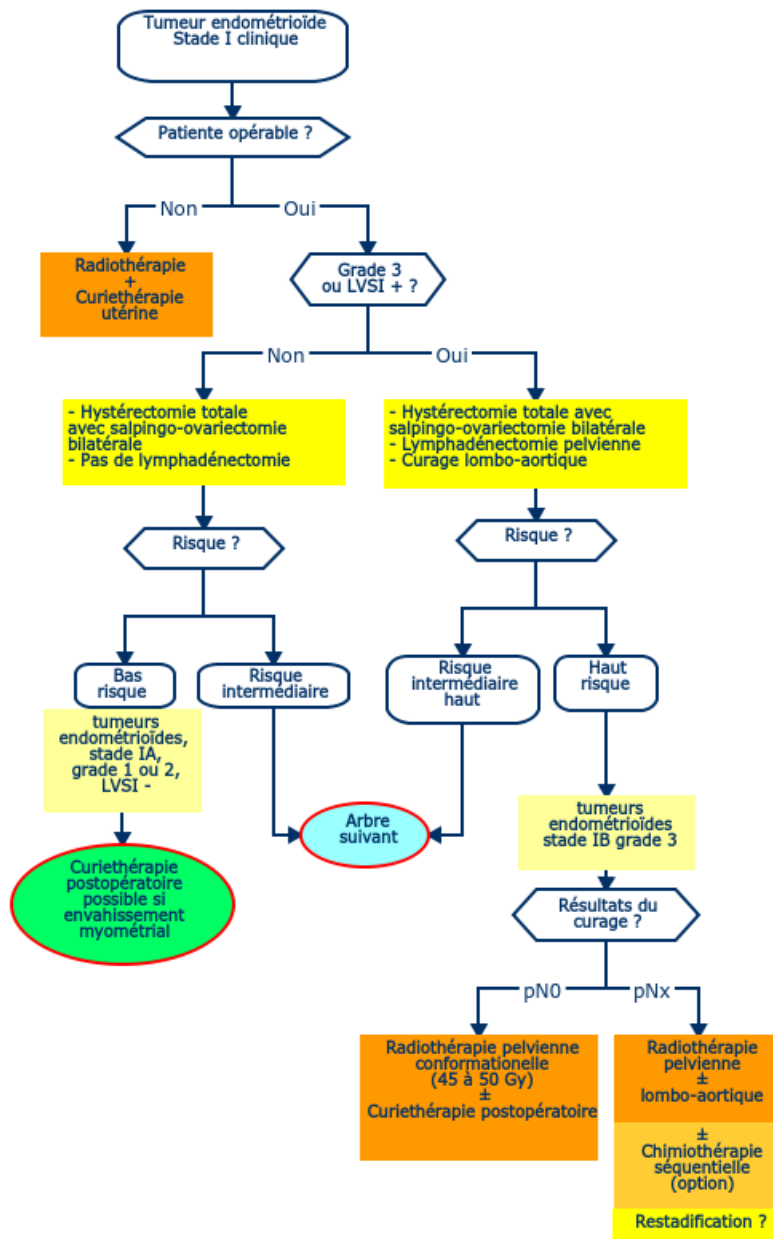 Tumeur endométrioïde
Stade I clinique
Patiente opérable ?
Non
Oui
Radiothérapie
+
Curiethérapie
utérine
Grade 3
ou LVSI + ?
Non
Oui
- Hystérectomie totale
avec salpingo-ovariectomie
bilatérale
- Pas de lymphadénectomie
- Hystérectomie totale avec
salpingo-ovariectomie bilatérale
- Lymphadénectomie pelvienne
- Curage lombo-aortique
Risque ?
Risque ?
Bas
risque
Risque
intermédiaire
Risque
intermédiaire
haut
Haut
risque
tumeurs
endométrioïdes,
stade IA,
grade 1 ou 2,
LVSI -
Arbre
suivant
tumeurs
endométrioïdes
stade IB grade 3
Curiethérapie
postopératoire
possible si
envahissement
myométrial
Résultats du
curage ?
pN0
pNx
Radiothérapie pelvienne
conformationelle
(45 à 50 Gy)
±
Curiethérapie postopératoire
Radiothérapie
pelvienne
±
lombo-aortique
±
Chimiothérapie
séquentielle
(option)
Restadification ?